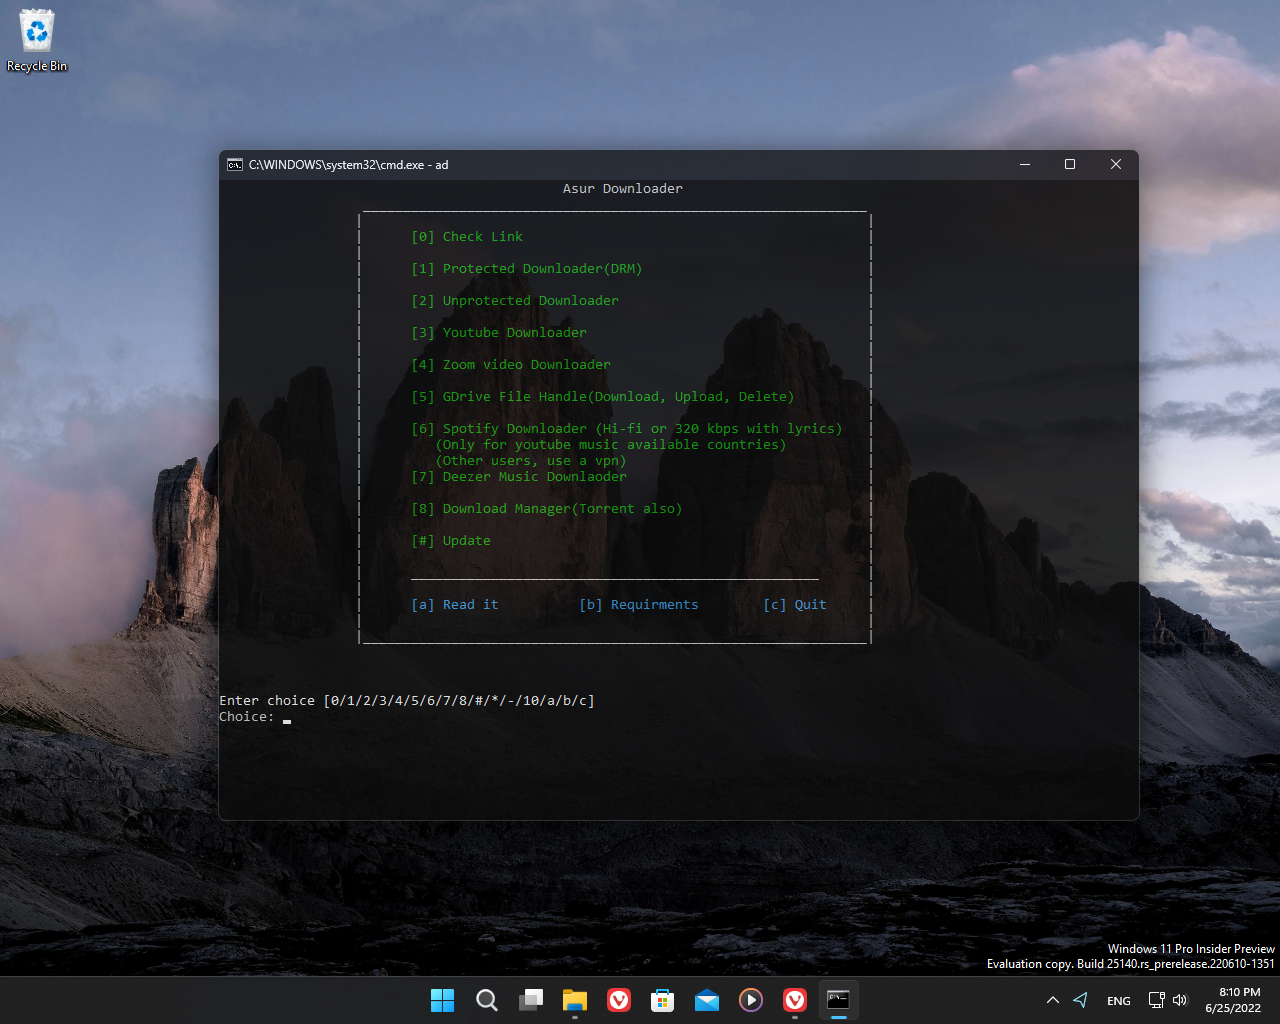 Recycle Bin
C:\WINDOWS\system32\cmd.exe - ad
Asur Downloader
[0] Check Link
[1] Protected Downloader(DRM)
[2] Unprotected Downloader
[3] Youtube Downloader
[4] Zoom video Downloader
[5] GDrive File Handle(Download, Upload, Delete)
[6] Spotify Downloader (Hi-fi or 320 kbps with lyrics)
(Only for youtube music available countries)
(Other users, use a vpn)
[7] Deezer Music Downlaoder
[8] Download Manager(Torrent also)
[#] Update
[a] Read it [b] Requirments [c] Quit
Enter choice [0/1/2/3/4/5/6/7/8/#/*/-/10/a/b/c]
Choice:
Windows 11 Pro Insider Preview
Evaluation copy. Build 25140.rs_prerelease.220610-1351
ENG
8:10 PM
6/25/2022